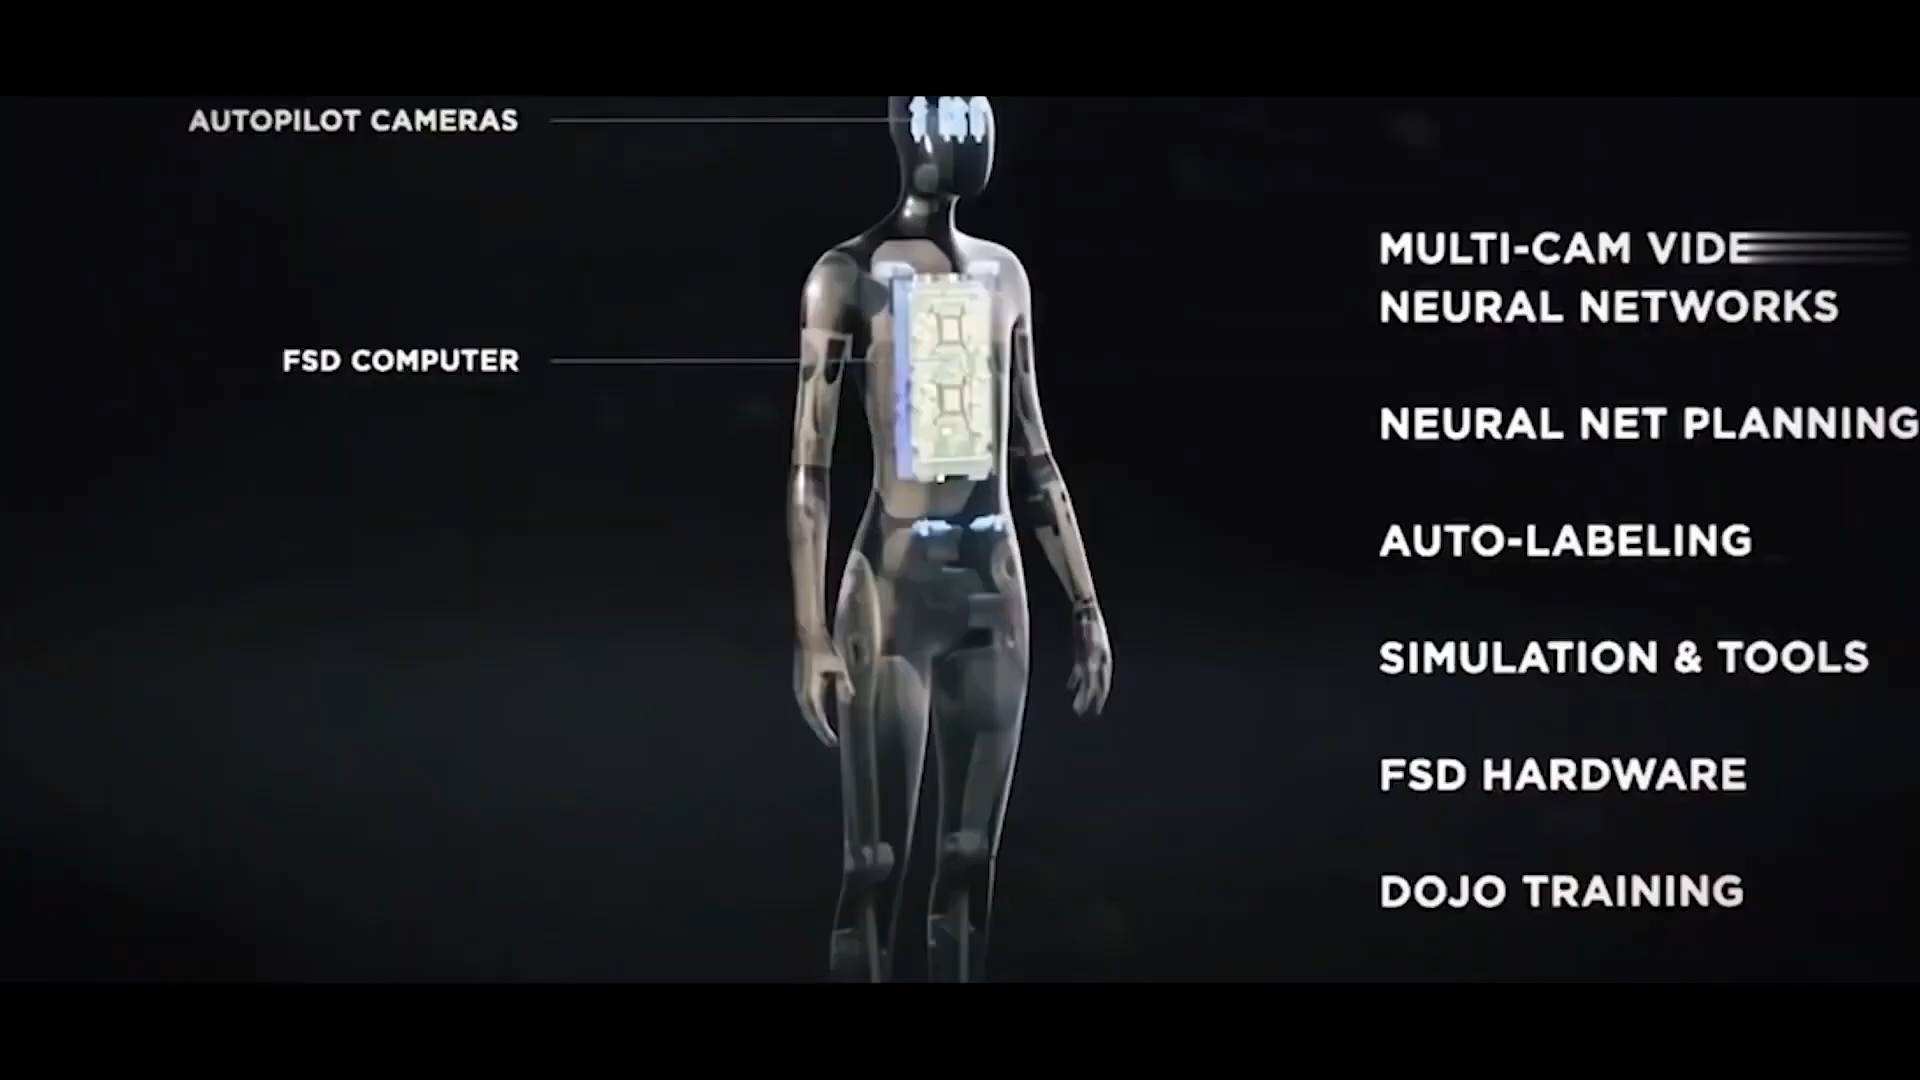 AUTOPILOT CAMERAS
FSD COMPUTER
MULTI-CAM VIDE
NEURAL NETWORKS
NEURAL NET PLANNING
AUTO-LABELING
SIMULATION & TOOLS
FSD HARDWARE
DOJO TRAINING